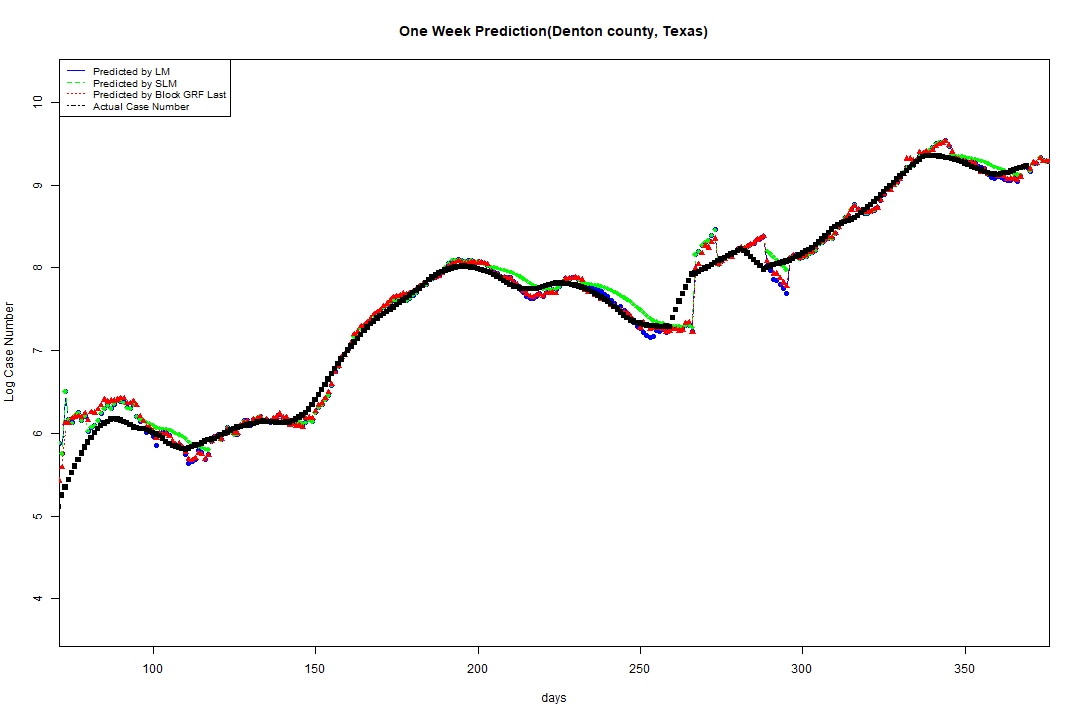 One Week Prediction(Denton county, Texas)
Predicted by LM
Predicted by SLM
Predicted by Block GRF Last
Actual Case Number
Log Case Number
10
9
8
7
6
5
4
100 150 200 250 300 350
days